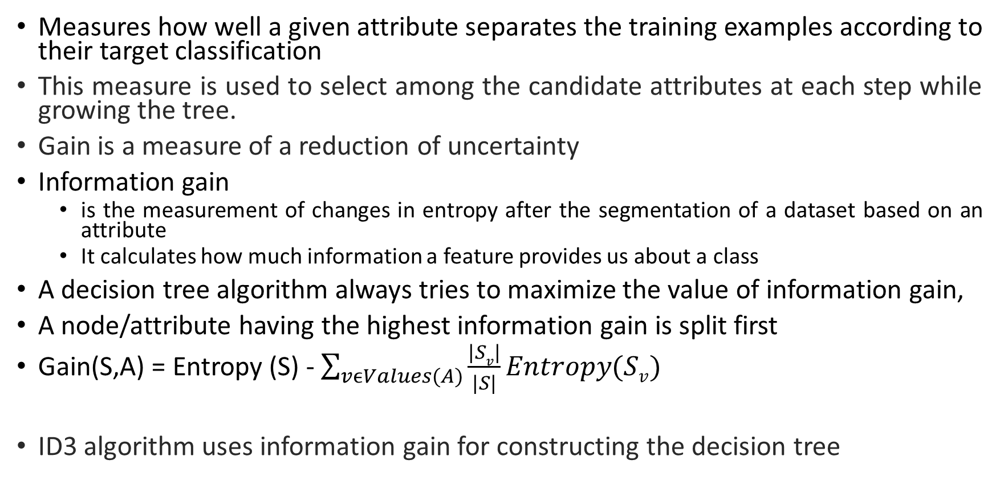 • Measures how well a given attribute separates the training examples according to
their target classification
• This measure is used to select among the candidate attributes at each step while
growing the tree.
• Gain is a measure of a reduction of uncertainty
• Information gain
• is the measurement of changes in entropy after the segmentation of a dataset based on an
attribute
• It calculates how much information a feature provides us about a class
• A decision tree algorithm always tries to maximize the value of information gain,
• A node/attribute having the highest information gain is split first
• Gain(S,A) = Entropy (S) - ∑_{vϵValues(A)} |S_v|/|S| Entropy(S_v)
• ID3 algorithm uses information gain for constructing the decision tree